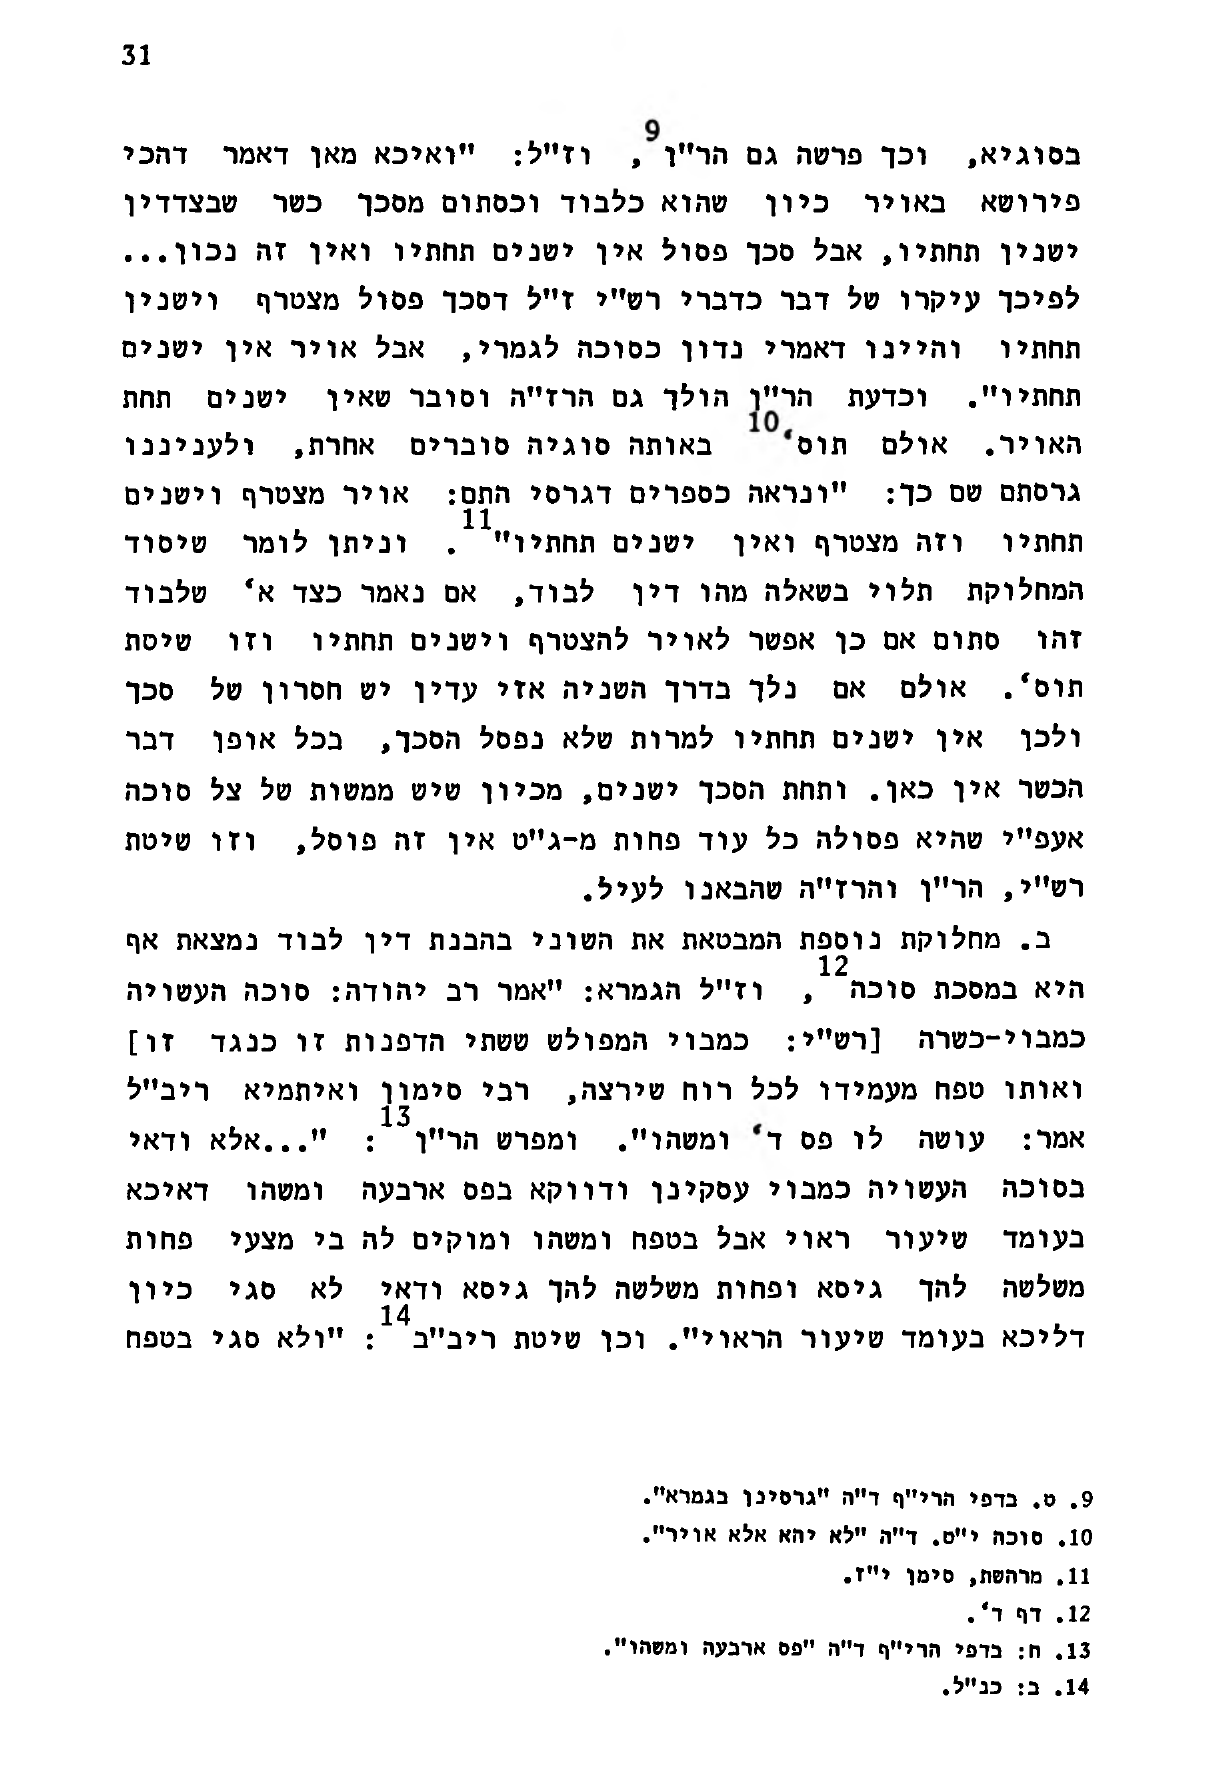 31
בסוגיא, וכך פרשה גם הר"ן9, וז"ל: "ואיכא מאן דאמר דהכי
פירושא באויר כיון שהוא כלבוד וכסתום מסכך כשר שבצדדין
ישנין תחתיו, אבל סכך פסול אין ישנים תחתיו ואין זה נכון...
לפיכך עיקרו של דבר כדברי רש"י ז"ל דסכך פסול מצטרף וישנין
תחתיו והיינו דאמרי נדון כסוכה לגמרי, אבל אויר אין ישנים
תחתיו". וכדעת הר"ן הולך גם הרז"ה וסובר שאין ישנים תחת
האויר. אולם תוס'10 באותה סוגיה סוברים אחרת, ולעניננו
גרסתם שם כך: "ונראה כספרים דגרסי התם: אויר מצטרף וישנים
תחתיו וזה מצטרף ואין ישנים תחתיו"11. וניתן לומר שיסוד
המחלוקת תלוי בשאלה מהו דין לבוד, אם נאמר כצד א' שלבוד
זהו סתום אם כן אפשר לאויר להצטרף וישנים תחתיו וזו שיטת
תוס'. אולם אם נלך בדרך השניה אזי עדין יש חסרון של סכך
ולכן אין ישנים תחתיו למרות שלא נפסל הסכך, בכל אופן דבר
הכשר אין כאן. ותחת הסכך ישנים, מכיון שיש ממשות של צל סוכה
אעפ"י שהיא פסולה כל עוד פחות מ-ג"ט אין זה פוסל, וזו שיטת
רש"י, הר"ן והרז"ה שהבאנו לעיל.
ב. מחלוקת נוספת המבטאת את השוני בהבנת דין לבוד נמצאת אף
היא במסכת סוכה12, וז"ל הגמרא: "אמר רב יהודה: סוכה העשויה
כמבוי-כשרה [רש"י: כמבוי המפולש ששתי הדפנות זו כנגד זו]
ואותו טפח מעמידו לכל רוח שירצה, רבי סימון ואיתמיא ריב"ל
אמר: עושה לו פס ד' ומשהו". ומפרש הר"ן13: "...אלא ודאי
בסוכה העשויה כמבוי עסקינן ודווקא בפס ארבעה ומשהו דאיכא
בעומד שיעור ראוי אבל בטפח ומשהו ומוקים לה בי מצעי פחות
משלשה להך גיסא ופחות משלשה להך גיסא ודאי לא סגי כיון
דליכא בעומד שיעור הראוי". וכן שיטת ריב"ב14: "ולא סגי בטפח
9. ט. בדפי הרי"ף ד"ה "גרסינן בגמרא".
10. סוכה י"ט. ד"ה "לא יהא אלא אויר".
11. מרהשת, סימן י"ז.
12. דף ד'.
13. ח: בדפי הרי"ף ד"ה "פס ארבעה ומשהו".
14. ב: כנ"ל.